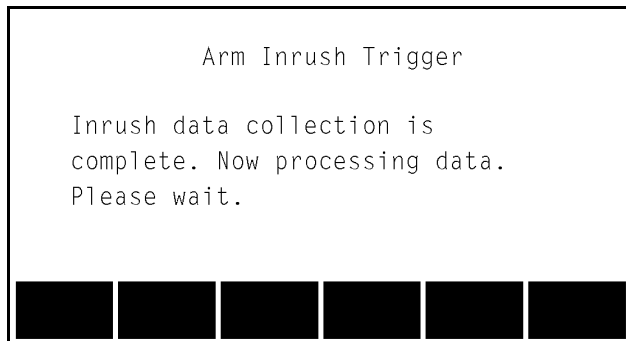 Arm Inrush Trigger
Inrush data collection is
complete. Now processing data.
Please wait.